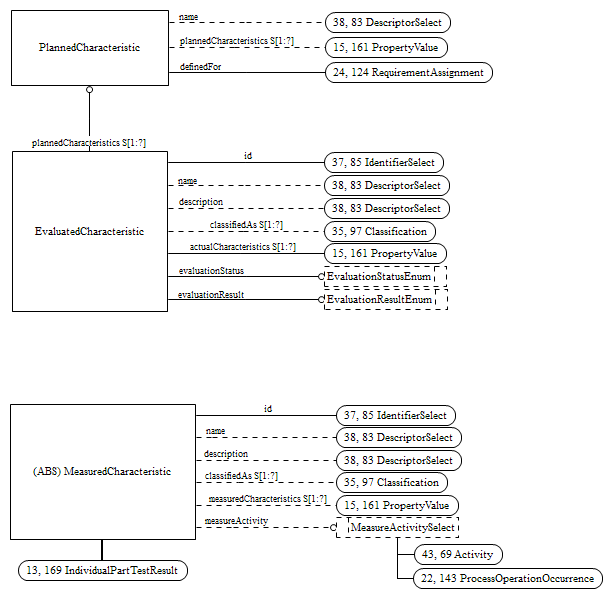 name
38, 83 DescriptorSelect
PlannedCharacteristic
plannedCharacteristics S[1:?]
15, 161 PropertyValue
definedFor
24, 124 RequirementAssignment
plannedCharacteristics S[1:?]
id
37, 85 IdentifierSelect
name
38, 83 DescriptorSelect
description
38, 83 DescriptorSelect
EvaluatedCharacteristic
classifiedAs S[1:?]
35, 97 Classification
actualCharacteristics S[1:?]
15, 161 PropertyValue
evaluationStatus
EvaluationStatusEnum
evaluationResult
EvaluationResultEnum
id
37, 85 IdentifierSelect
name
38, 83 DescriptorSelect
description
38, 83 DescriptorSelect
(ABS) MeasuredCharacteristic
classifiedAs S[1:?]
35, 97 Classification
measuredCharacteristics S[1:?]
15, 161 PropertyValue
measureActivity
MeasureActivitySelect
43, 69 Activity
13, 169 IndividualPartTestResult
22, 143 ProcessOperationOccurrence